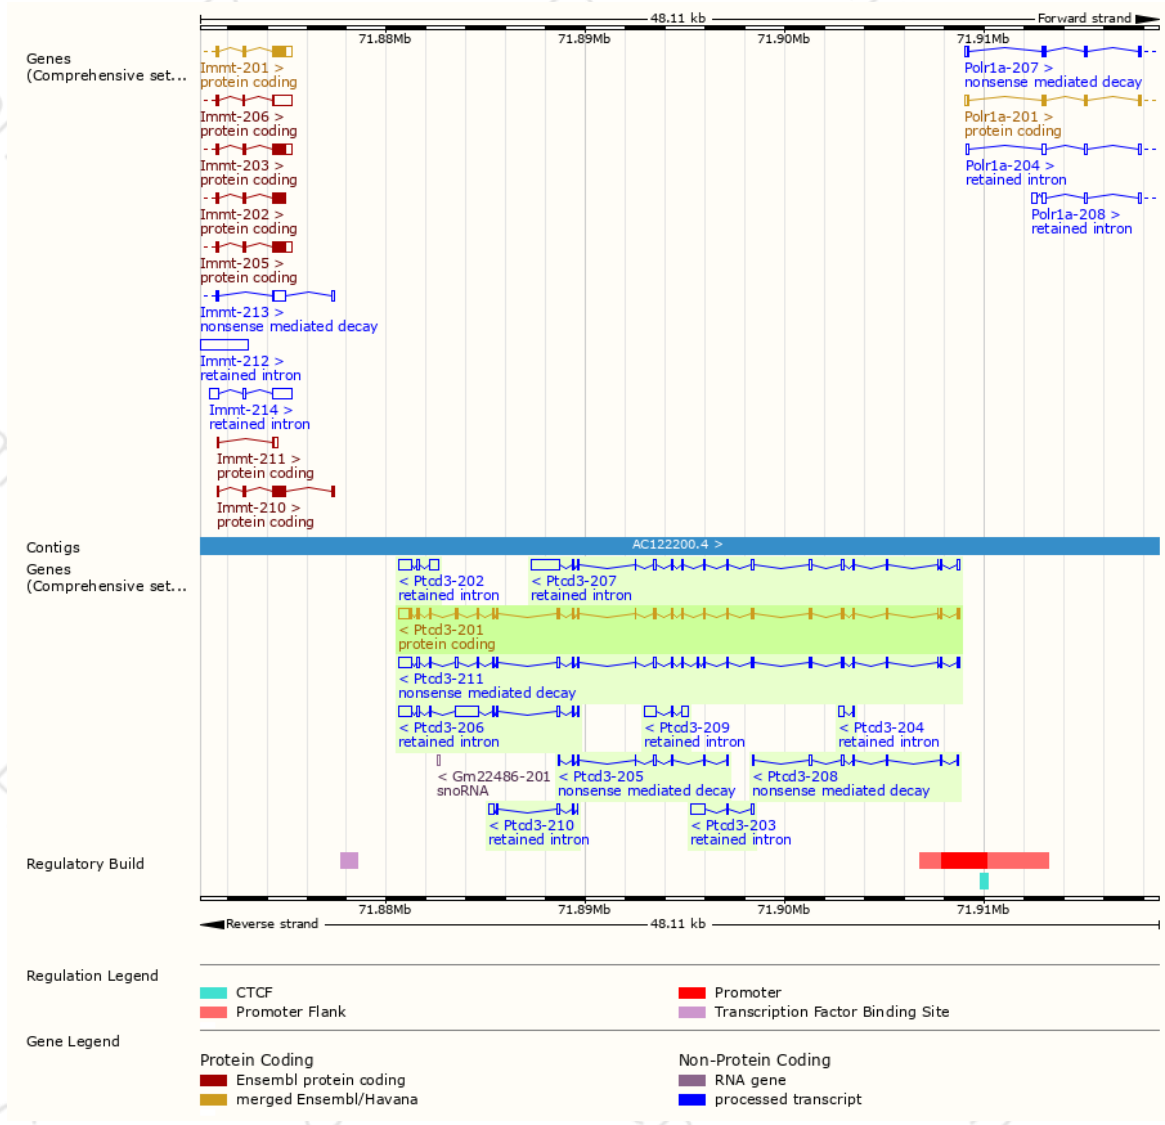 48.11 kb
Forward strand
71.88Mb 71.89Mb 71.90Mb 71.91Mb
Genes
(Comprehensive set...
Immt-201 >
protein coding
Polr1a-207 >
nonsense mediated decay
Immt-206 >
protein coding
Polr1a-201 >
protein coding
Immt-203 >
protein coding
Polr1a-204 >
retained intron
Immt-202 >
protein coding
Polr1a-208 >
retained intron
Immt-205 >
protein coding
Immt-213 >
nonsense mediated decay
Immt-212 >
retained intron
Immt-214 >
retained intron
Immt-211 >
protein coding
Immt-210 >
protein coding
Contigs
AC122200.4 >
Genes
(Comprehensive set...
< Ptcd3-202
retained intron
< Ptcd3-207
retained intron
< Ptcd3-201
protein coding
< Ptcd3-211
nonsense mediated decay
< Ptcd3-206
retained intron
< Ptcd3-209
retained intron
< Ptcd3-204
retained intron
< Gm22486-201
snoRNA
< Ptcd3-205
nonsense mediated decay
< Ptcd3-208
nonsense mediated decay
< Ptcd3-210
retained intron
< Ptcd3-203
retained intron
Regulatory Build
71.88Mb 71.89Mb 71.90Mb 71.91Mb
Reverse strand
48.11 kb
Regulation Legend
CTCF
Promoter
Promoter Flank
Transcription Factor Binding Site
Gene Legend
Protein Coding
Non-Protein Coding
Ensembl protein coding
RNA gene
merged Ensembl/Havana
processed transcript